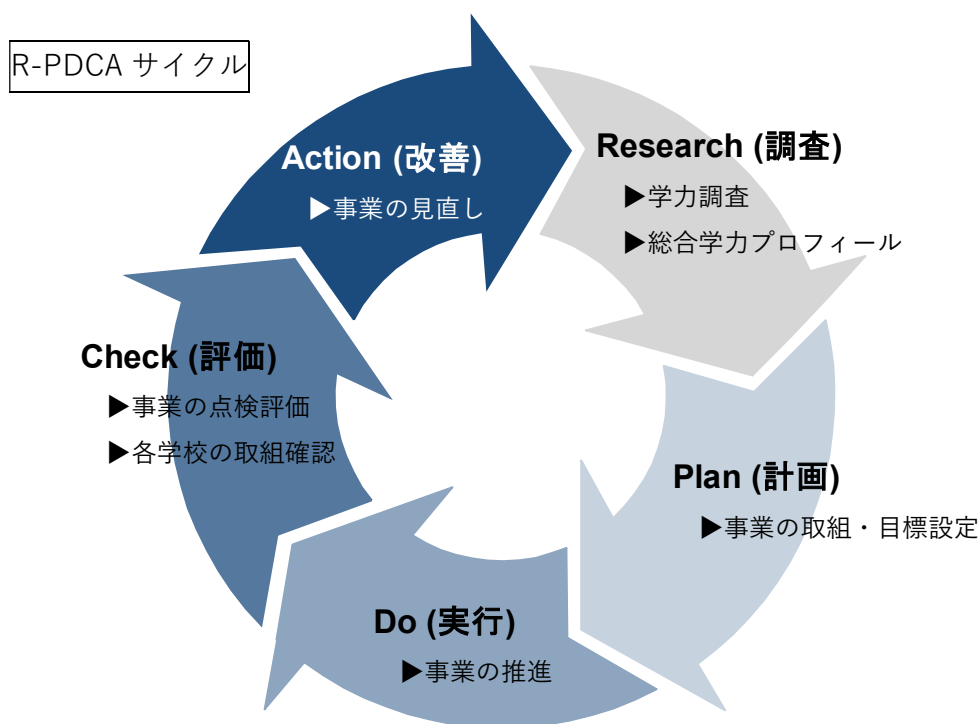 R-PDCA サイクル
Research (調査)
▶学力調査
▶総合学力プロフィール
Plan (計画)
▶事業の取組・目標設定
Do (実行)
▶事業の推進
Check (評価)
▶事業の点検評価
▶各学校の取組確認
Action (改善)
▶事業の見直し